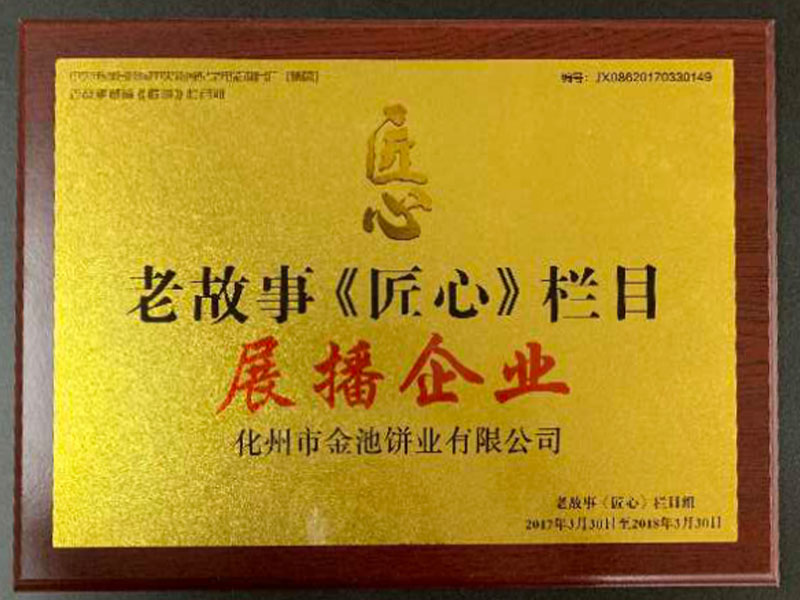 编号：JX08620170330149
匠
心
老故事《匠心》栏目
展播企业
化州市金池饼业有限公司
老故事（匠心）栏目组
2017年3月30日至2018年3月30日